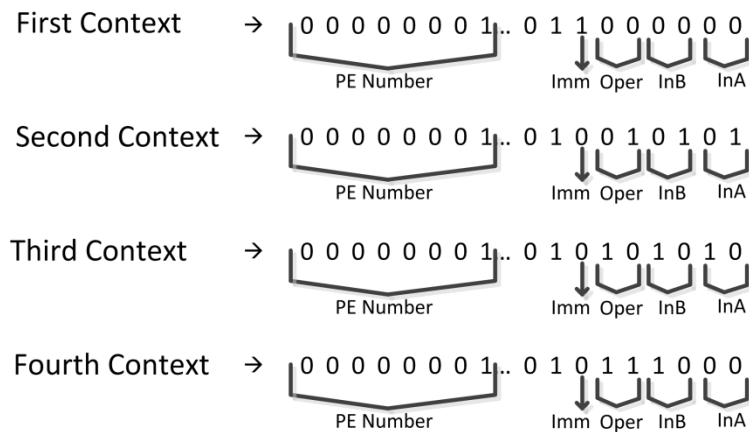 First Context → 0 0 0 0 0 0 0 1.. 0 1 1 0 0 0 0 0 0
PE Number Imm Oper InB InA
Second Context → 0 0 0 0 0 0 0 1.. 0 1 0 0 1 0 1 0 1
PE Number Imm Oper InB InA
Third Context → 0 0 0 0 0 0 0 1.. 0 1 0 1 0 1 0 1 0
PE Number Imm Oper InB InA
Fourth Context → 0 0 0 0 0 0 0 1.. 0 1 0 1 1 1 0 0 0
PE Number Imm Oper InB InA